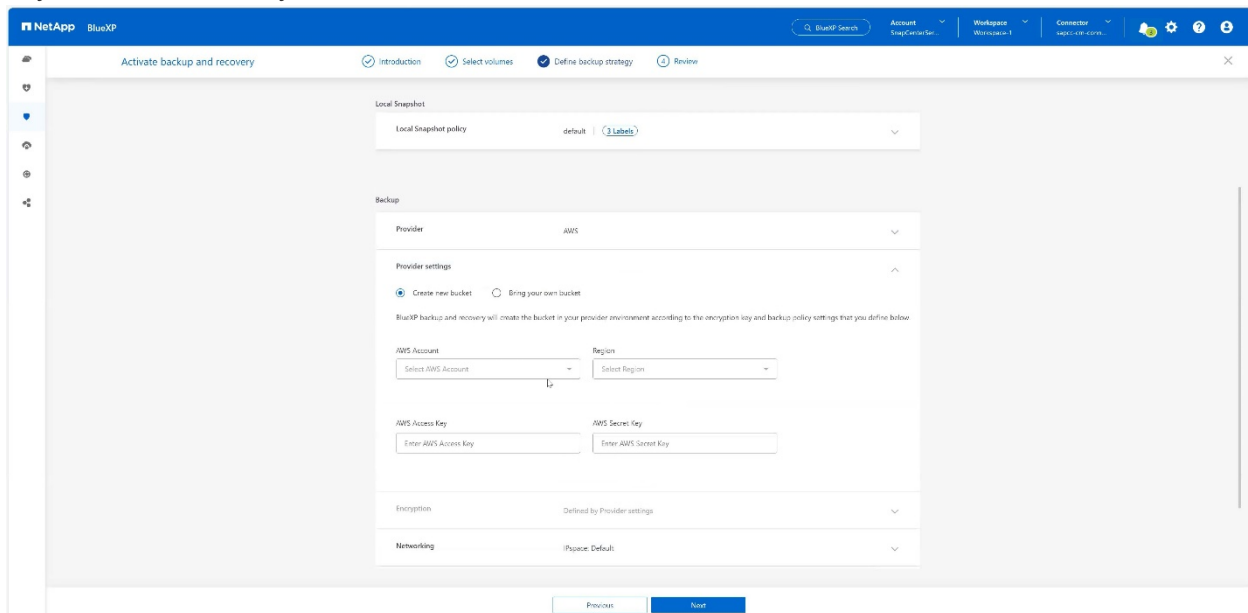 NetApp BlueXP
BlueXP Search
Account
SnapCenterSer...
Workspace
Workspace-1
Connector
sapcc-cm-conn...
Activate backup and recovery
Introduction
Select volumes
Define backup strategy
4 Review
Local Snapshot
Local Snapshot policy default 3 Labels
Backup
Provider AWS
Provider settings
Create new bucket Bring your own bucket
BlueXP backup and recovery will create the bucket in your provider environment according to the encryption key and backup policy settings that you define below
AWS Account Region
Select AWS Account Select Region
AWS Access Key AWS Secret Key
Enter AWS Access Key Enter AWS Secret Key
Encryption Defined by Provider settings
Networking IPspace: Default
Previous Next